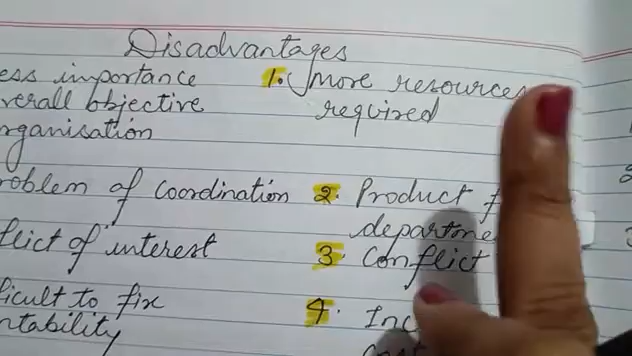 Disadvantages
ess importance
verall objective
rganisation
roblem of coordination
flict of interest
ficult to fix
ntability
1. more resources
required
2. Product
departme
3. Conflict
4. Inc